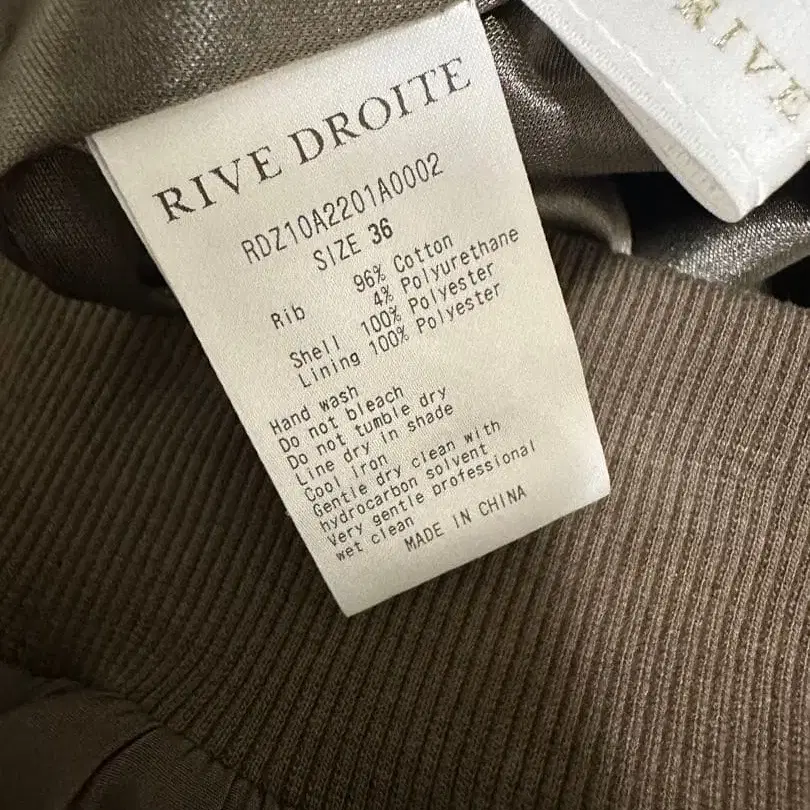 RIVE DROITE
RDZ10A2201A0002
SIZE 36
Rib 96% Cotton
4% Polyurethane
Shell 100% Polyester
Lining 100% Polyester
Hand wash
Do not bleach
Do not tumble dry
Line dry in shade
Cool iron
Gentle dry clean with
hydrocarbon solvent
Very gentle professional
wet clean
MADE IN CHINA
RIVE